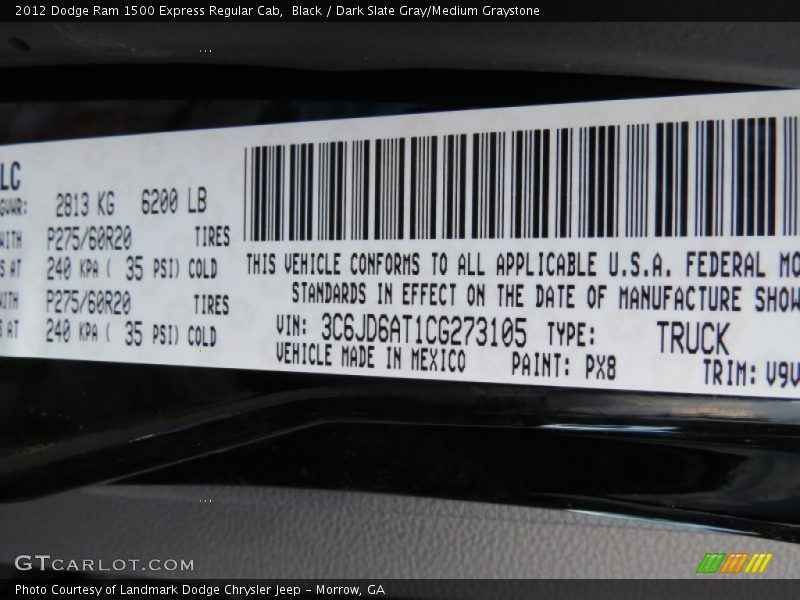 2012 Dodge Ram 1500 Express Regular Cab,  Black / Dark Slate Gray/Medium Graystone
LC
GVWR: 2813 KG 6200 LB
WITH P275/60R20 TIRES
S AT 240 KPA ( 35 PSI) COLD
WITH P275/60R20 TIRES
S AT 240 KPA ( 35 PSI) COLD
THIS VEHICLE CONFORMS TO ALL APPLICABLE U.S.A. FEDERAL MO
STANDARDS IN EFFECT ON THE DATE OF MANUFACTURE SHOW
VIN: 3C6JD6AT1CG273105 TYPE: TRUCK
VEHICLE MADE IN MEXICO PAINT: PX8 TRIM: V9V
GTCARLOT.COM
Photo Courtesy of Landmark Dodge Chrysler Jeep - Morrow, GA